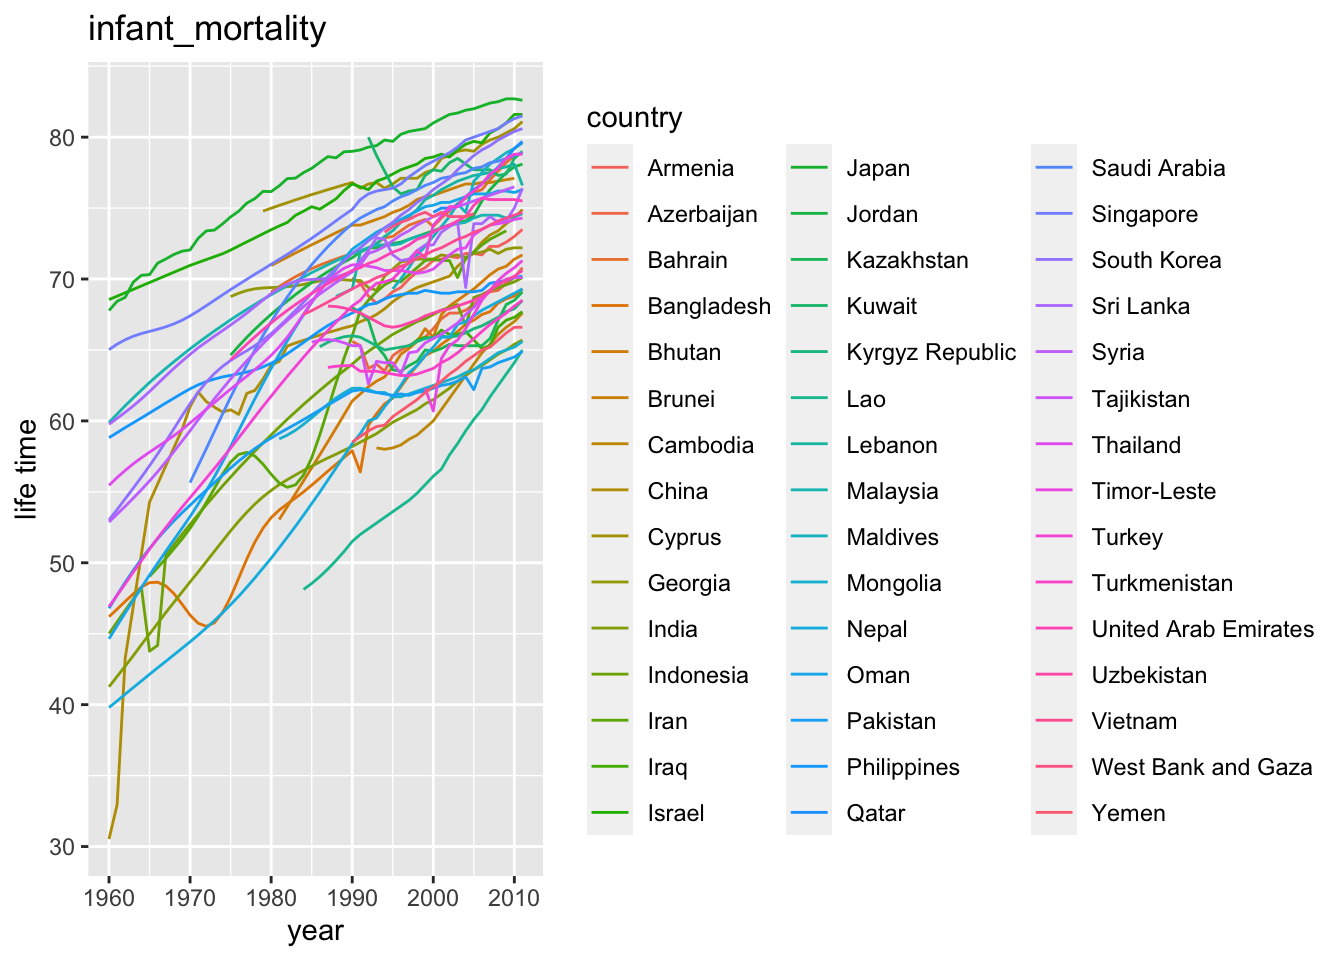 infant_mortality
life time
80
70
60
50
40
30
1960 1970 1980 1990 2000 2010
year
country
Armenia
Azerbaijan
Bahrain
Bangladesh
Bhutan
Brunei
Cambodia
China
Cyprus
Georgia
India
Indonesia
Iran
Iraq
Israel
Japan
Jordan
Kazakhstan
Kuwait
Kyrgyz Republic
Lao
Lebanon
Malaysia
Maldives
Mongolia
Nepal
Oman
Pakistan
Philippines
Qatar
Saudi Arabia
Singapore
South Korea
Sri Lanka
Syria
Tajikistan
Thailand
Timor-Leste
Turkey
Turkmenistan
United Arab Emirates
Uzbekistan
Vietnam
West Bank and Gaza
Yemen